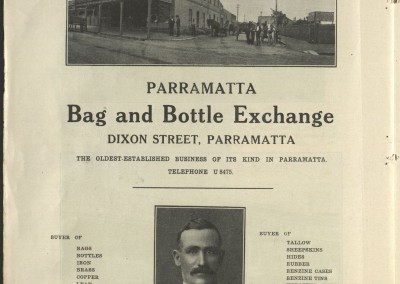 PARRAMATTA
Bag and Bottle Exchange
DIXON STREET, PARRAMATTA
THE OLDEST-ESTABLISHED BUSINESS OF ITS KIND IN PARRAMATTA.
TELEPHONE U 8475.
BUYER OF
BAGS
BOTTLES
IRON
BRASS
COPPER
LEAD
BUYER OF
TALLOW
SHEEPSKINS
HIDES
RUBBER
BENZINE CASES
BENZINE TINS